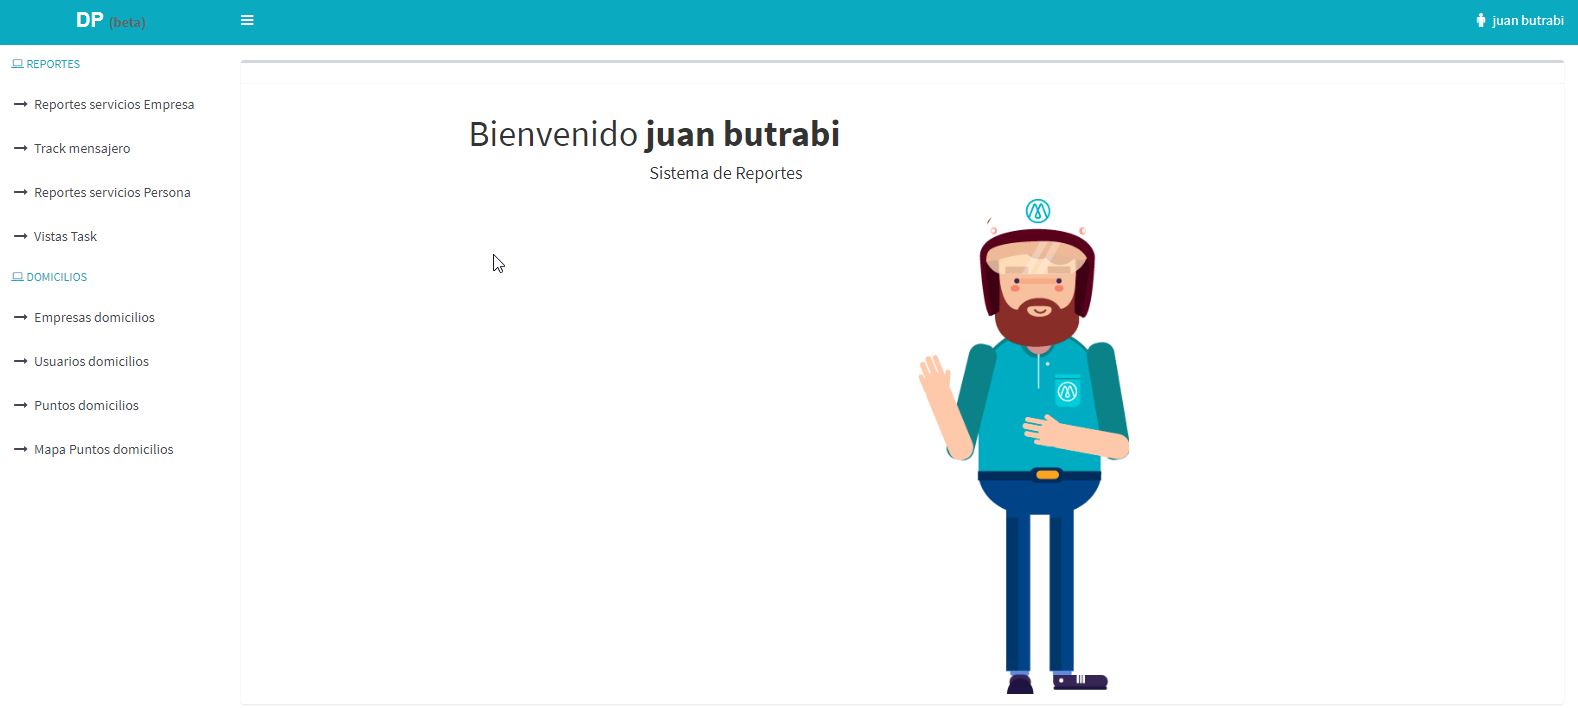 DP (beta)
juan butrabi
REPORTES
Reportes servicios Empresa
Track mensajero
Reportes servicios Persona
Vistas Task
DOMICILIOS
Empresas domicilios
Usuarios domicilios
Puntos domicilios
Mapa Puntos domicilios
Bienvenido juan butrabi
Sistema de Reportes